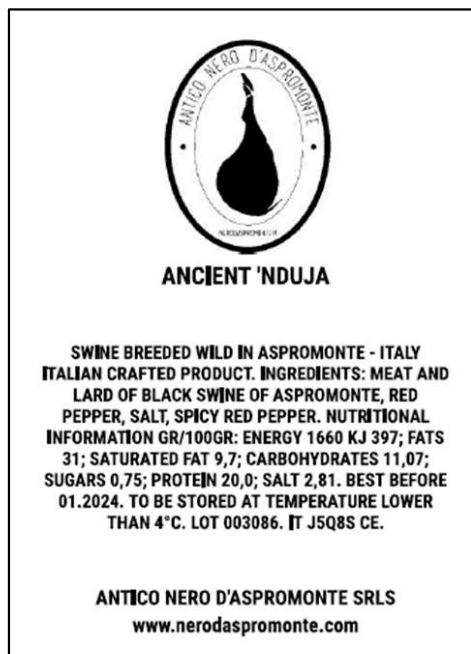 ANTICO NERO D'ASPROMONTE
NERODASPROMONTE.IT
ANCIENT 'NDUJA
SWINE BREEDED WILD IN ASPROMONTE - ITALY
ITALIAN CRAFTED PRODUCT. INGREDIENTS: MEAT AND
LARD OF BLACK SWINE OF ASPROMONTE, RED
PEPPER, SALT, SPICY RED PEPPER. NUTRITIONAL
INFORMATION GR/100GR: ENERGY 1660 KJ 397; FATS
31; SATURATED FAT 9,7; CARBOHYDRATES 11,07;
SUGARS 0,75; PROTEIN 20,0; SALT 2,81. BEST BEFORE
01.2024. TO BE STORED AT TEMPERATURE LOWER
THAN 4°C. LOT 003086. IT J5Q8S CE.
ANTICO NERO D'ASPROMONTE SRLS
www.nerodaspromonte.com